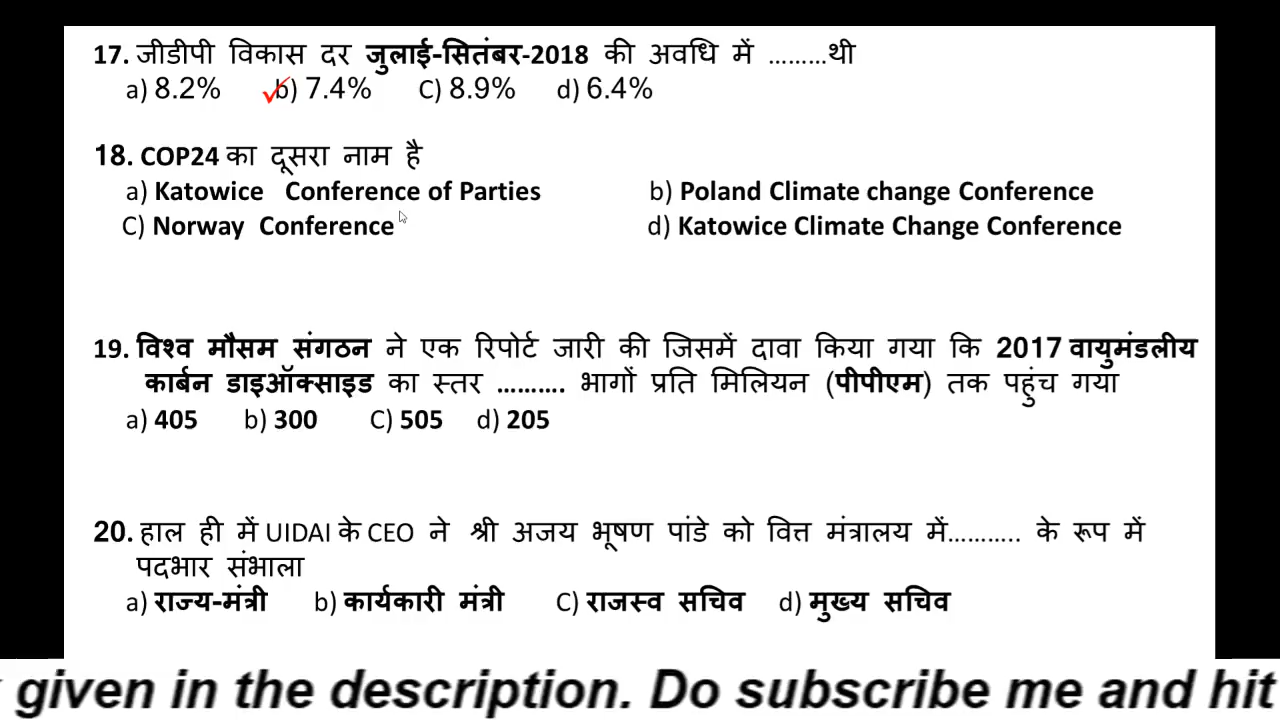 17. जीडीपी विकास दर जुलाई-सितंबर-2018 की अवधि में ………थी
a) 8.2% b) 7.4% C) 8.9% d) 6.4%
18. COP24 का दूसरा नाम है
a) Katowice Conference of Parties b) Poland Climate change Conference
C) Norway Conference d) Katowice Climate Change Conference
19. विश्व मौसम संगठन ने एक रिपोर्ट जारी की जिसमें दावा किया गया कि 2017 वायुमंडलीय
कार्बन डाइऑक्साइड का स्तर ………. भागों प्रति मिलियन (पीपीएम) तक पहुंच गया
a) 405 b) 300 C) 505 d) 205
20. हाल ही में UIDAI के CEO ने श्री अजय भूषण पांडे को वित्त मंत्रालय में……….. के रूप में
पदभार संभाला
a) राज्य-मंत्री b) कार्यकारी मंत्री C) राजस्व सचिव d) मुख्य सचिव
given in the description. Do subscribe me and hit